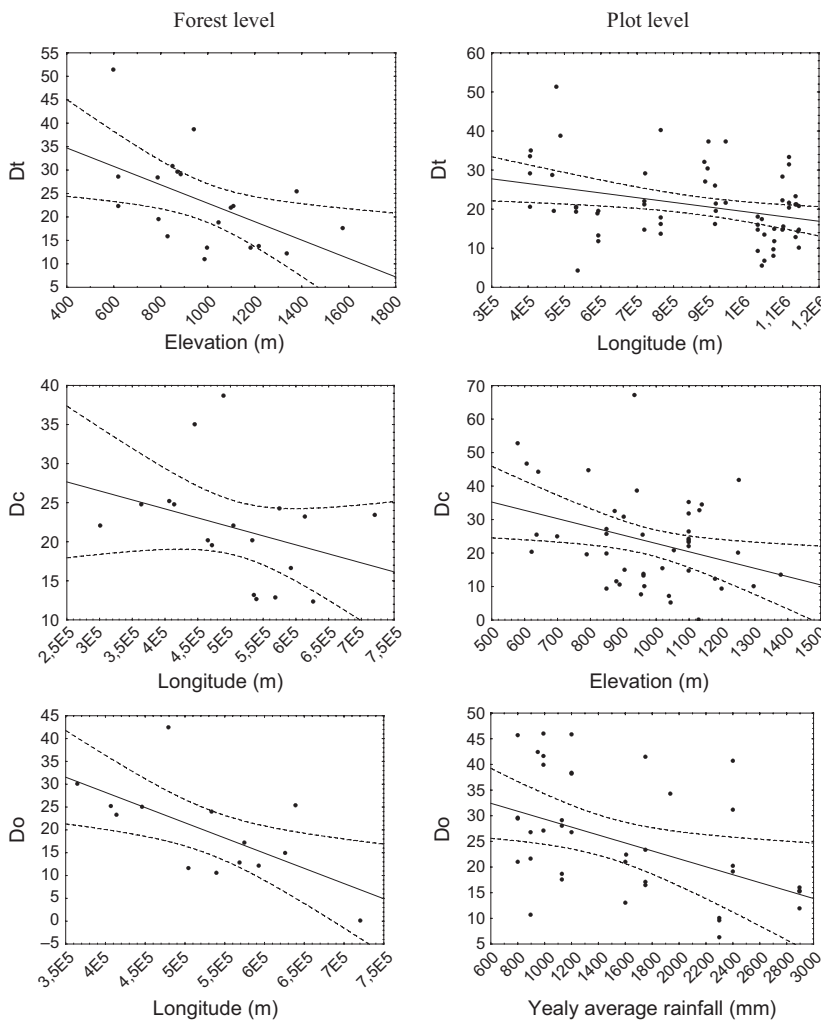 Forest level
Plot level
Dt
55
50
45
40
35
30
25
20
15
10
5
400
600
800
1000
1200
1400
1600
1800
Elevation (m)
Dt
60
50
40
30
20
10
0
3E5
4E5
5E5
6E5
7E5
8E5
9E5
1E6
1,1E6
1,2E6
Longitude (m)
Dc
40
35
30
25
20
15
10
2,5E5
3E5
3,5E5
4E5
4,5E5
5E5
5,5E5
6E5
6,5E5
7E5
7,5E5
Longitude (m)
Dc
70
60
50
40
30
20
10
0
500
600
700
800
900
1000
1100
1200
1300
1400
1500
Elevation (m)
Do
45
40
35
30
25
20
15
10
5
0
−5
3,5E5
4E5
4,5E5
5E5
5,5E5
6E5
6,5E5
7E5
7,5E5
Longitude (m)
Do
50
45
40
35
30
25
20
15
10
5
600
800
1000
1200
1400
1600
1800
2000
2200
2400
2600
2800
3000
Yealy average rainfall (mm)